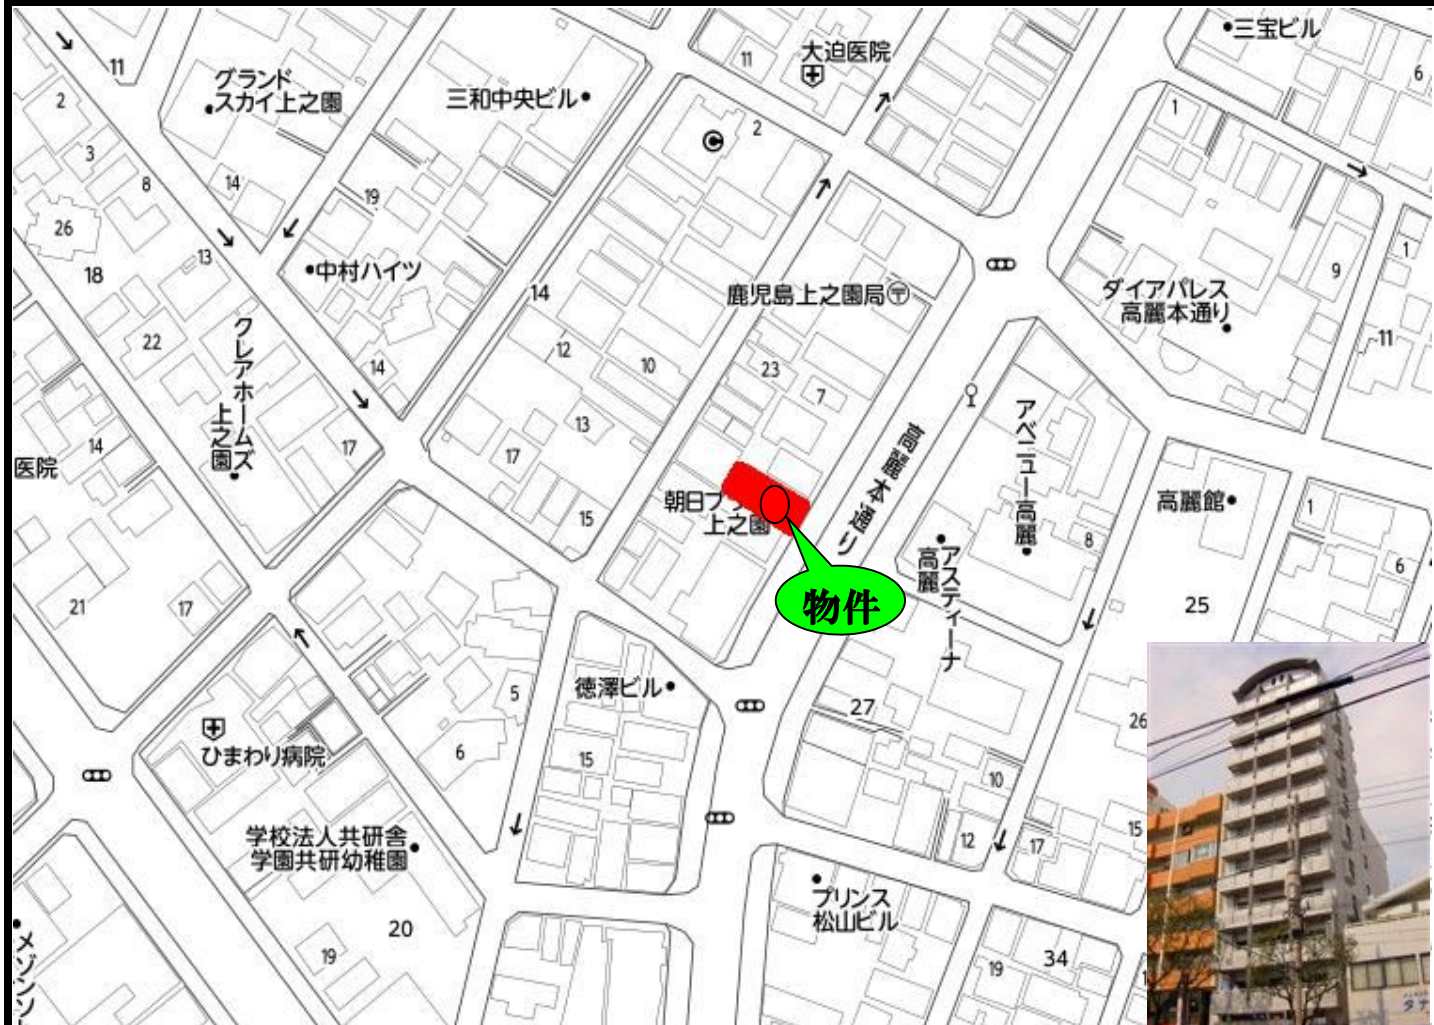 11
2
グランド
スカイ上之園
三和中央ビル
11
大迫医院
三宝ビル
6
1
3
8
14
19
2
26
18
13
中村ハイツ
14
鹿児島上之園局
ダイアパレス
高麗本通り
9
1
11
22
クレアホームズ
上之園
14
12
10
23
7
13
17
17
15
14
医院
朝日プ
上之園
高麗本通り
アベニュー高麗
8
高麗館
1
6
25
アスティーナ
高麗
物件
21
17
ひまわり病院
5
6
徳澤ビル
15
27
10
12
17
15
26
学校法人共研舎
学園共研幼稚園
20
19
プリンス
松山ビル
19
34
メゾンソ